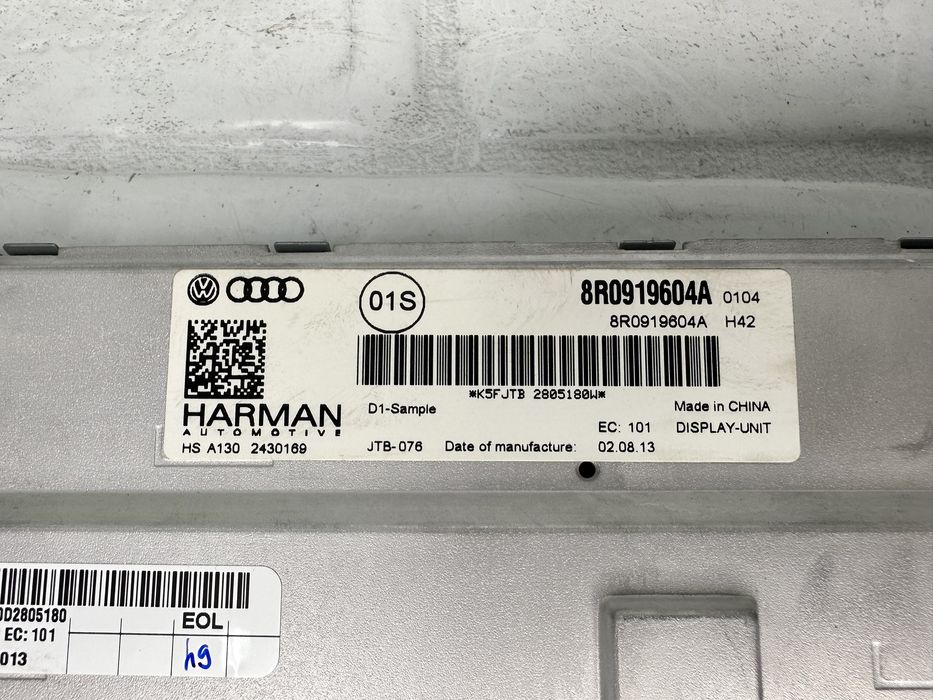 01S
8R0919604A 0104
8R0919604A H42
*K5FJTB 2805180W*
HARMAN
AUTOMOTIVE
HS A130 2430169
D1-Sample
Made in CHINA
EC: 101 DISPLAY-UNIT
JTB-076 Date of manufacture: 02.08.13
0D2805180
EOL
EC: 101
013